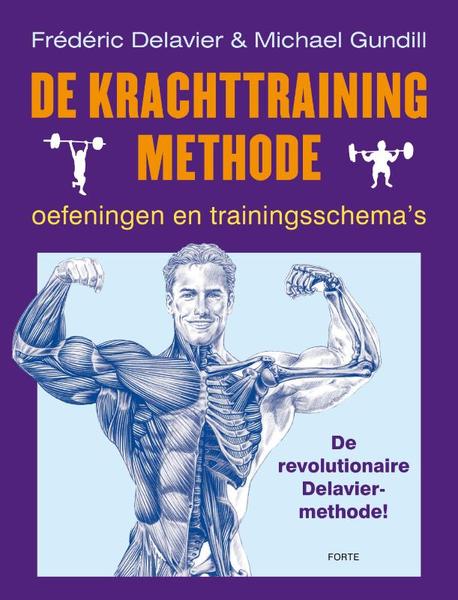 Frédéric Delavier & Michael Gundill
DE KRACHTTRAINING
METHODE
oefeningen en trainingsschema's
De
revolutionaire
Delavier-
methode!
FORTE